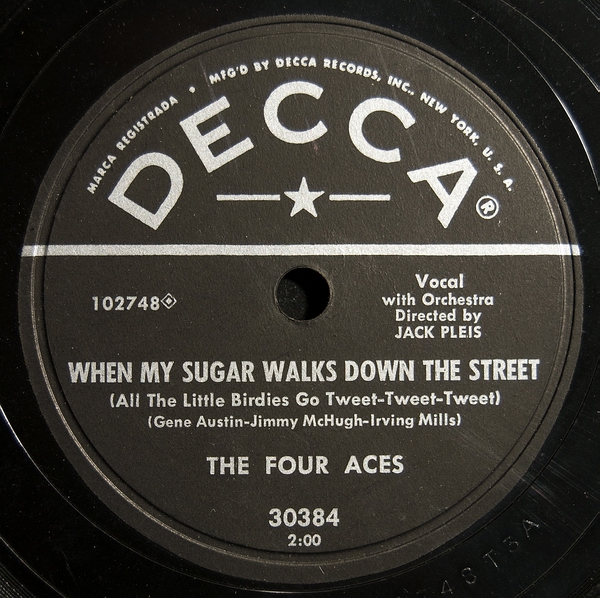 MARCA REGISTRADA • MFG'D BY DECCA RECORDS, INC., NEW YORK, U. S. A.
DECCA®
102748
Vocal
with Orchestra
Directed by
JACK PLEIS
WHEN MY SUGAR WALKS DOWN THE STREET
(All The Little Birdies Go Tweet-Tweet-Tweet)
(Gene Austin-Jimmy McHugh-Irving Mills)
THE FOUR ACES
30384
2:00